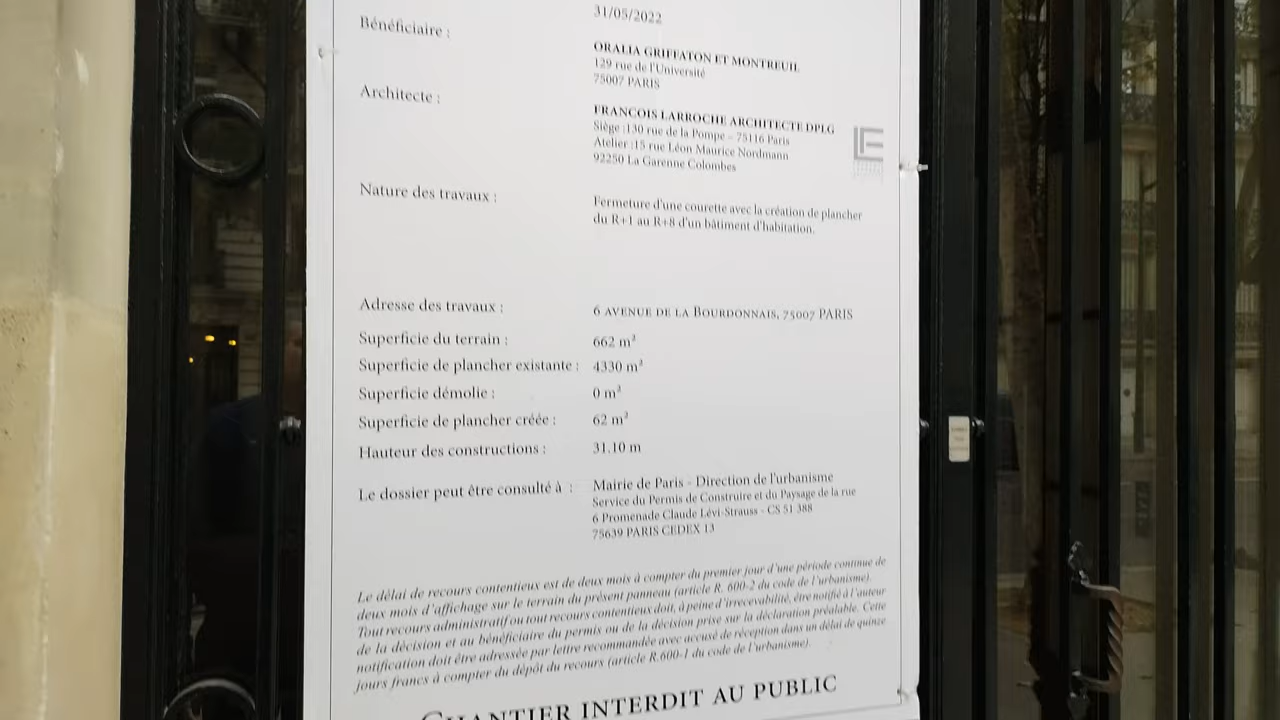 31/05/2022
Bénéficiaire :
ORALIA GRIFFATON ET MONTREUIL
129 rue de l'Université
75007 PARIS
Architecte :
FRANCOIS LARROCHE ARCHITECTE DPLG
Siège :130 rue de la Pompe - 75116 Paris
Atelier :15 rue Léon Maurice Nordmann
92250 La Garenne Colombes
Nature des travaux :
Fermeture d'une courette avec la création de plancher
du R+1 au R+8 d'un bâtiment d'habitation.
Adresse des travaux : 6 AVENUE DE LA BOURDONNAIS, 75007 PARIS
Superficie du terrain : 662 m²
Superficie de plancher existante : 4330 m²
Superficie démolie : 0 m²
Superficie de plancher créée : 62 m²
Hauteur des constructions : 31.10 m
Le dossier peut être consulté à : Mairie de Paris - Direction de l'urbanisme
Service du Permis de Construire et du Paysage de la rue
6 Promenade Claude Lévi-Strauss - CS 51 388
75639 PARIS CEDEX 13
Le délai de recours contentieux est de deux mois à compter du premier jour d'une période continue de
deux mois d'affichage sur le terrain du présent panneau (article R. 600-2 du code de l'urbanisme).
Tout recours administratif ou tout recours contentieux doit, à peine d'irrecevabilité, être notifié à l'auteur
de la décision et au bénéficiaire du permis ou de la décision prise sur la déclaration préalable. Cette
notification doit être adressée par lettre recommandée avec accusé de réception dans un délai de quinze
jours francs à compter du dépôt du recours (article R.600-1 du code de l'urbanisme).
CHANTIER INTERDIT AU PUBLIC